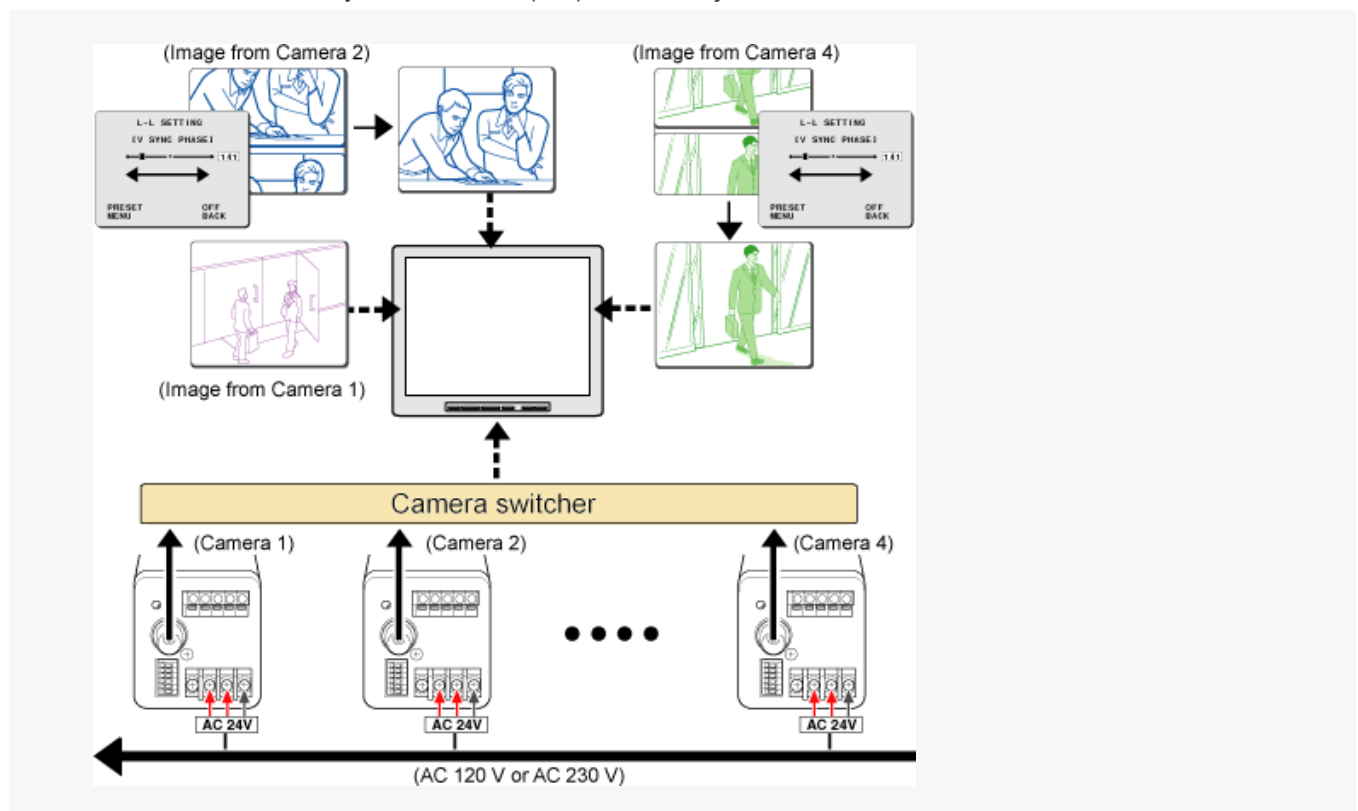 (Image from Camera 2)
(Image from Camera 4)
L-L SETTING
[V SYNC PHASE]
141
PRESET OFF
MENU BACK
L-L SETTING
[V SYNC PHASE]
141
PRESET OFF
MENU BACK
(Image from Camera 1)
Camera switcher
(Camera 1)
(Camera 2)
(Camera 4)
AC 24V
AC 24V
AC 24V
(AC 120 V or AC 230 V)